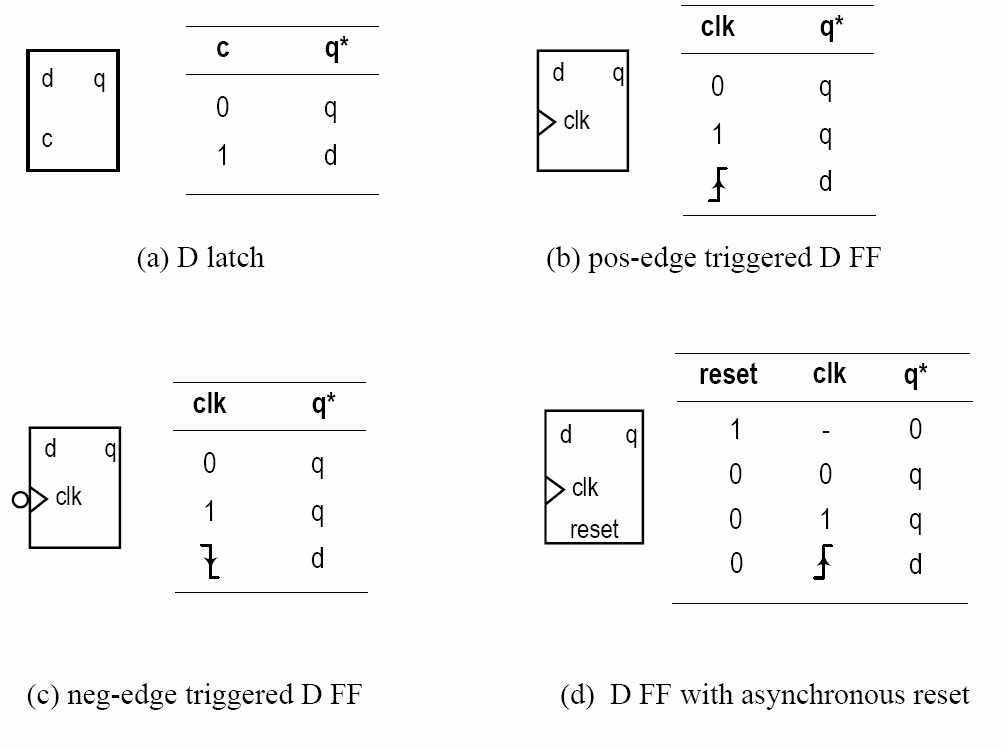 d q
c
c q*
0 q
1 d
(a) D latch
d q
clk
clk q*
0 q
1 q
d
(b) pos-edge triggered D FF
d q
clk
clk q*
0 q
1 q
d
(c) neg-edge triggered D FF
d q
clk
reset
reset clk q*
1 - 0
0 0 q
0 1 q
0 d
(d) D FF with asynchronous reset